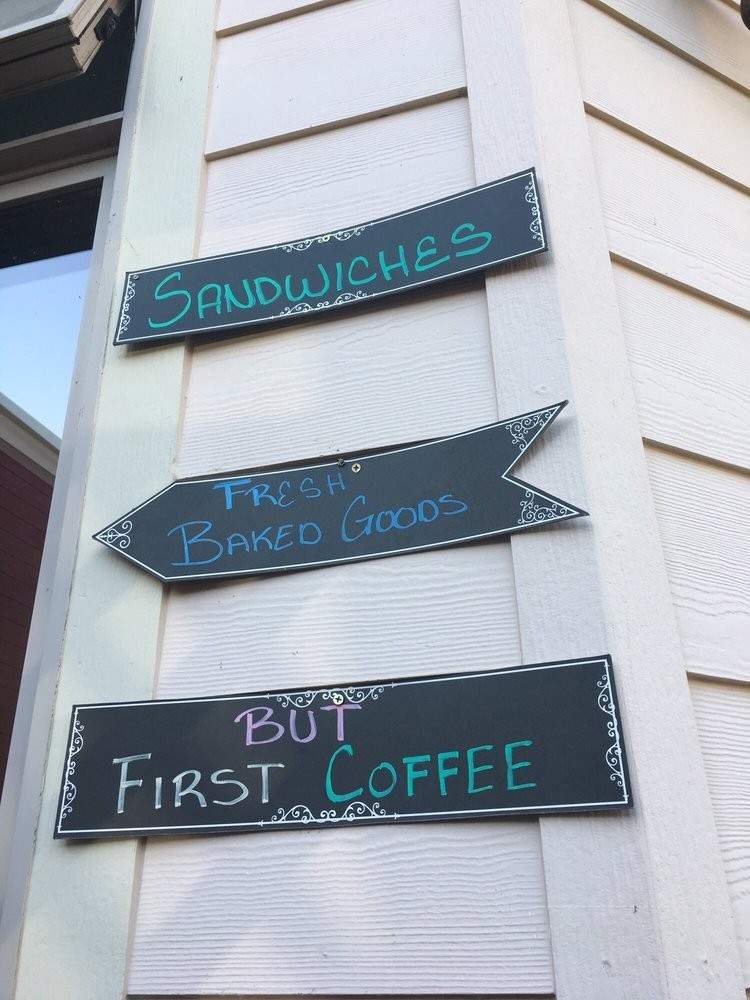 SANDWICHES
FRESH
BAKED GOODS
BUT
FIRST COFFEE